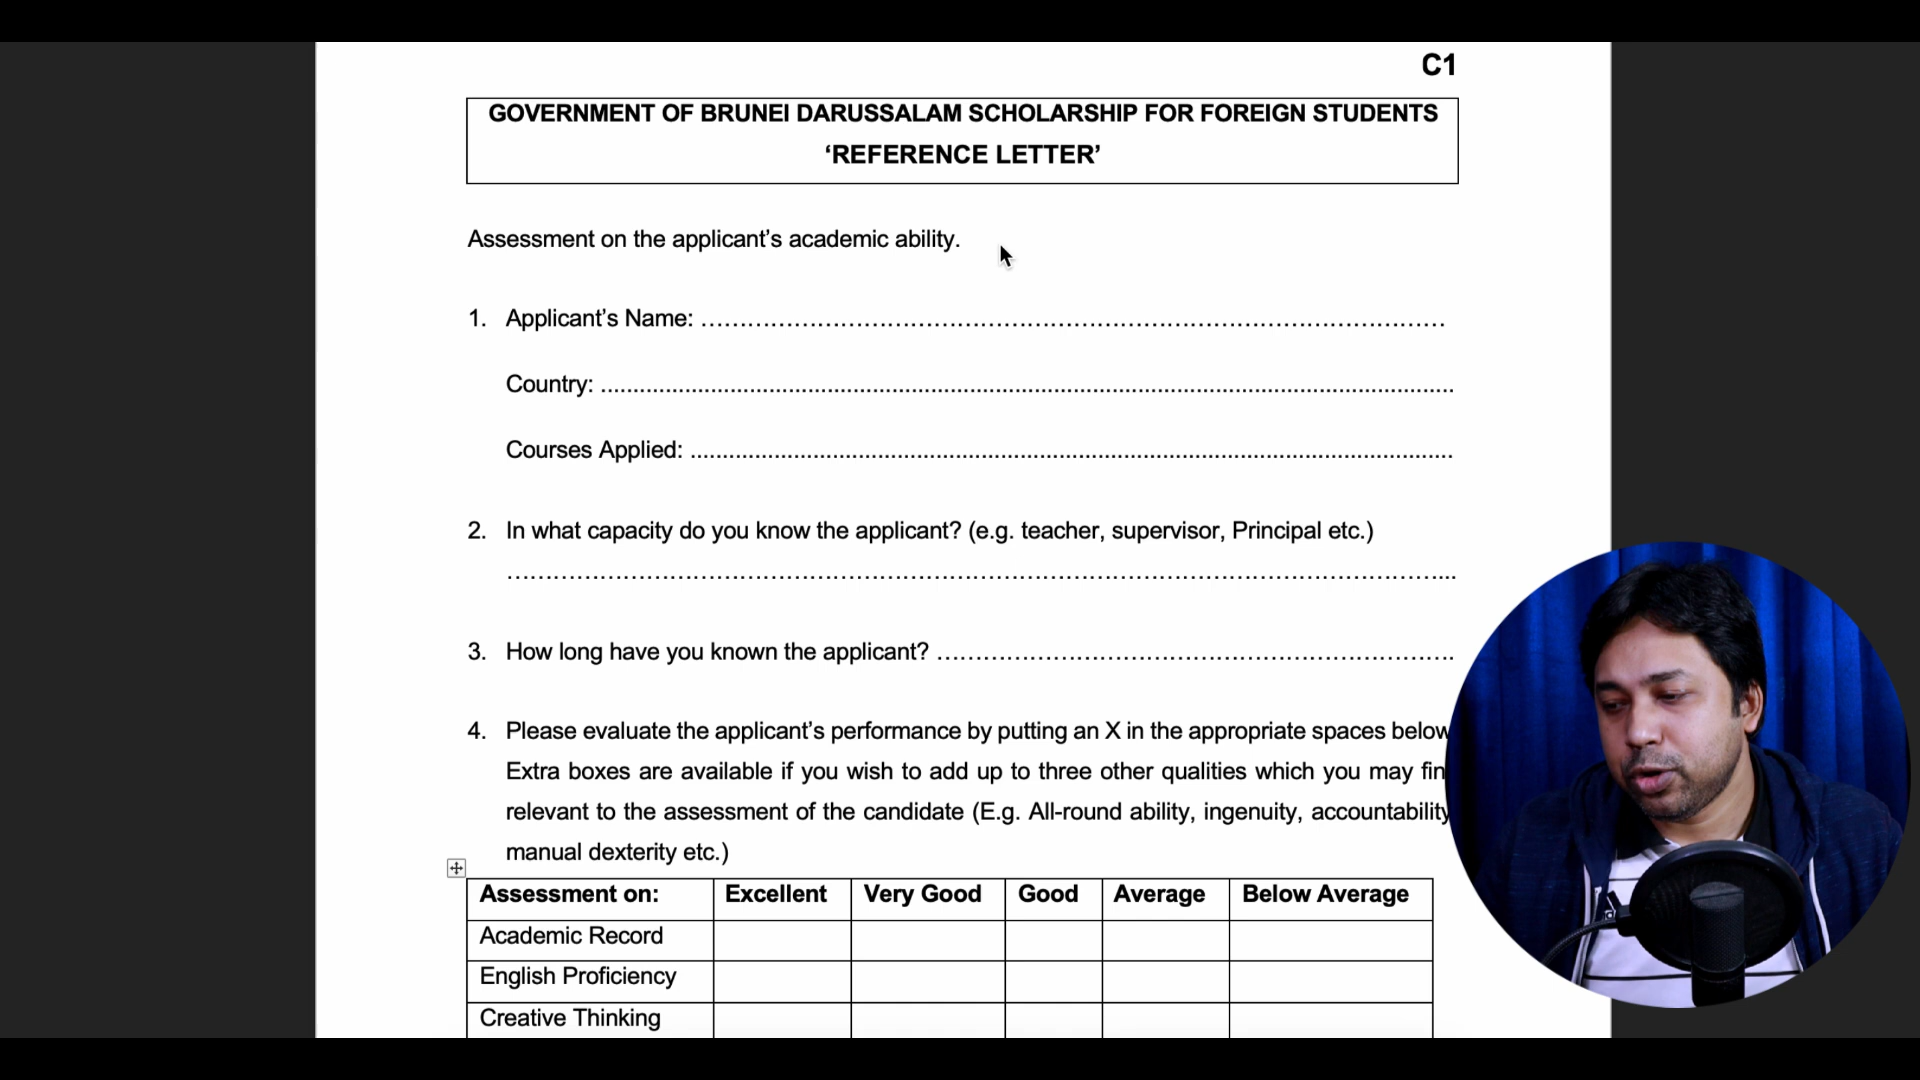 C1
GOVERNMENT OF BRUNEI DARUSSALAM SCHOLARSHIP FOR FOREIGN STUDENTS
‘REFERENCE LETTER’
Assessment on the applicant’s academic ability.
1. Applicant’s Name: ……………………………………………………………………………
Country: ..............................................................................................................
Courses Applied: ..................................................................................................
2. In what capacity do you know the applicant? (e.g. teacher, supervisor, Principal etc.)
…………………………………………………………………………………………………...
3. How long have you known the applicant? ……………………………………………………
4. Please evaluate the applicant’s performance by putting an X in the appropriate spaces below
Extra boxes are available if you wish to add up to three other qualities which you may
relevant to the assessment of the candidate (E.g. All-round ability, ingenuity, accountability
manual dexterity etc.)
Assessment on: Excellent Very Good Good Average Below Average
Academic Record
English Proficiency
Creative Thinking